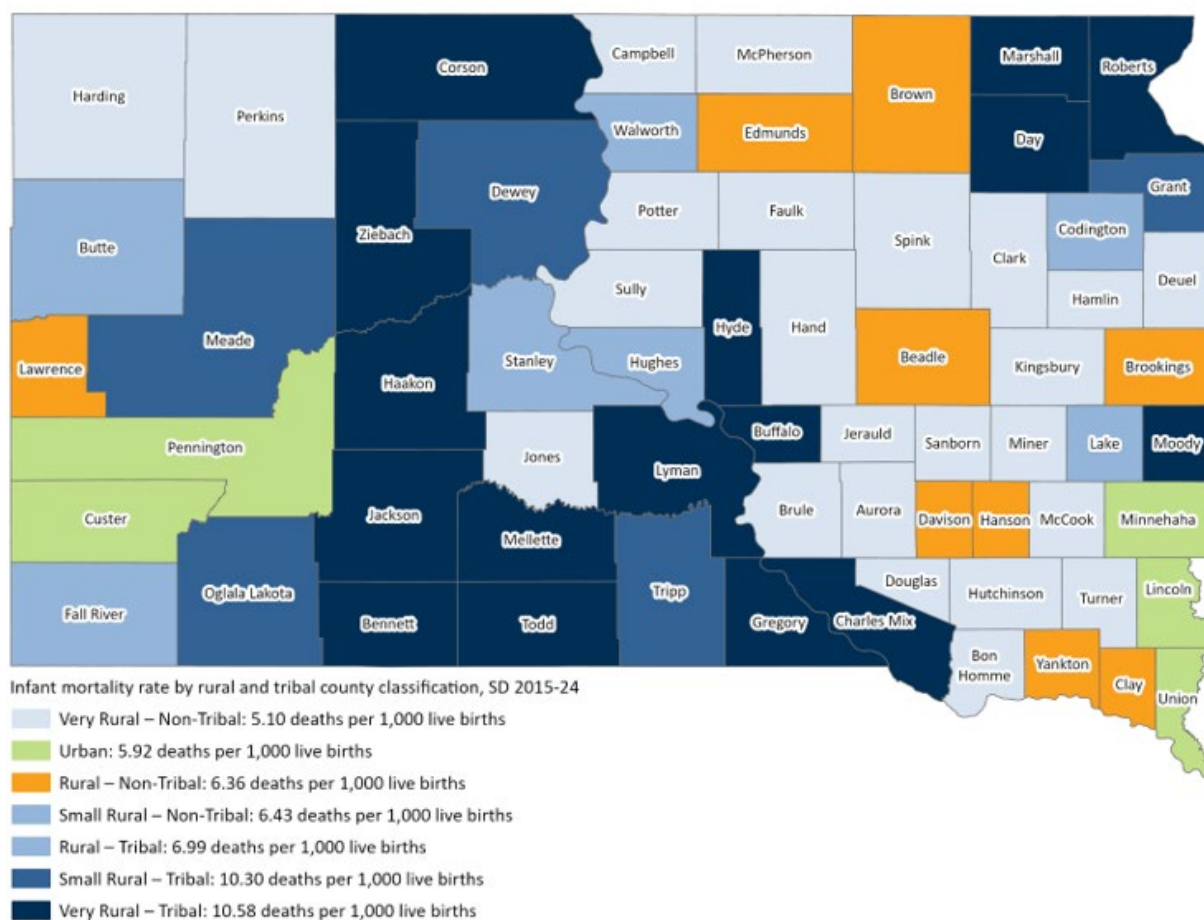 Harding
Perkins
Corson
Campbell
McPherson
Brown
Marshall
Roberts
Walworth
Edmunds
Day
Butte
Ziebach
Dewey
Potter
Faulk
Spink
Clark
Codington
Grant
Deuel
Hamlin
Lawrence
Meade
Haakon
Sully
Stanley
Hughes
Hyde
Hand
Beadle
Kingsbury
Brookings
Pennington
Custer
Jackson
Jones
Lyman
Buffalo
Jerauld
Sanborn
Miner
Lake
Moody
Mellette
Brule
Aurora
Davison
Hanson
McCook
Minnehaha
Fall River
Oglala Lakota
Bennett
Todd
Tripp
Gregory
Charles Mix
Douglas
Hutchinson
Turner
Lincoln
Bon
Homme
Yankton
Clay
Union
Infant mortality rate by rural and tribal county classification, SD 2015-24
Very Rural – Non-Tribal: 5.10 deaths per 1,000 live births
Urban: 5.92 deaths per 1,000 live births
Rural – Non-Tribal: 6.36 deaths per 1,000 live births
Small Rural – Non-Tribal: 6.43 deaths per 1,000 live births
Rural – Tribal: 6.99 deaths per 1,000 live births
Small Rural – Tribal: 10.30 deaths per 1,000 live births
Very Rural – Tribal: 10.58 deaths per 1,000 live births